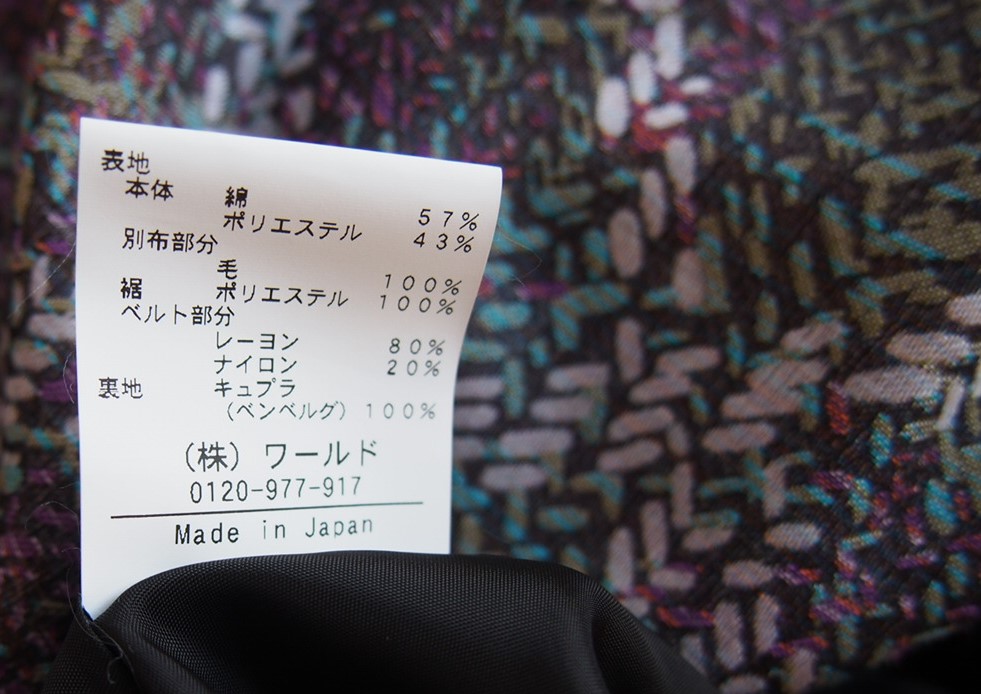 表地
本体 綿 57%
ポリエステル 43%
別布部分
毛 100%
裾 ポリエステル 100%
ベルト部分
レーヨン 80%
ナイロン 20%
裏地 キュプラ
(ベンベルグ) 100%
(株) ワールド
0120-977-917
Made in Japan